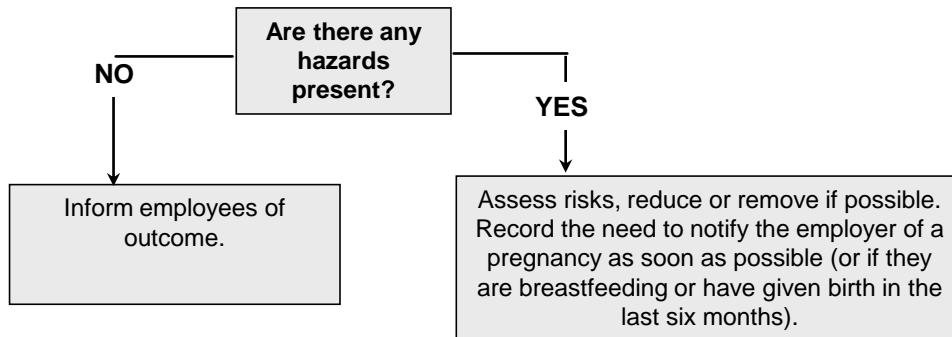 Are there any
hazards
present?
NO
YES
Inform employees of
outcome.
Assess risks, reduce or remove if possible.
Record the need to notify the employer of a
pregnancy as soon as possible (or if they
are breastfeeding or have given birth in the
last six months).